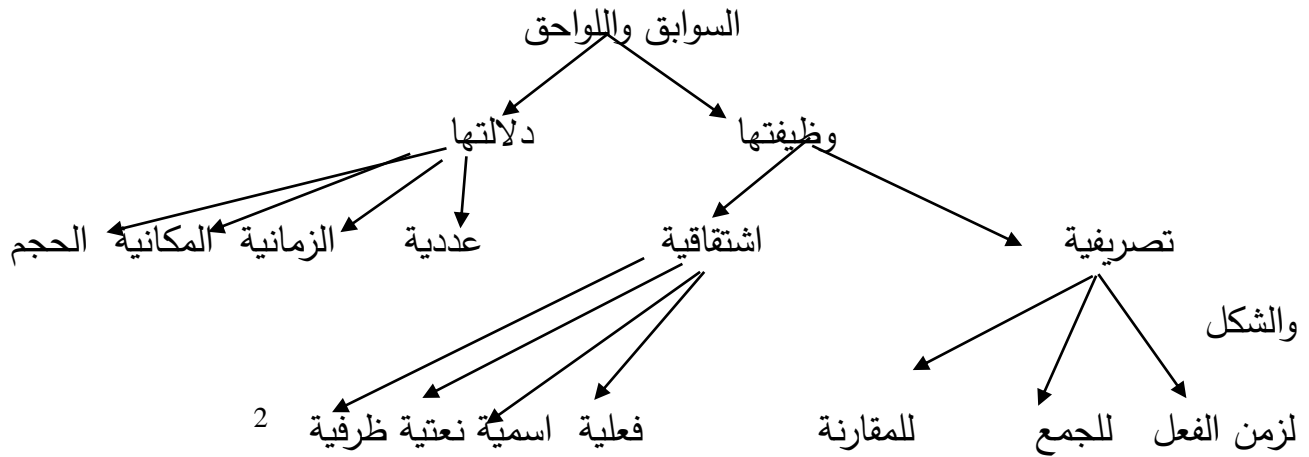 السوابق واللواحق
وظيفتها دلالتها
تصريفية اشتقاقية عددية الزمانية المكانية الحجم
والشكل
لزمن الفعل للجمع للمقارنة فعلية اسمية نعتية ظرفية 2